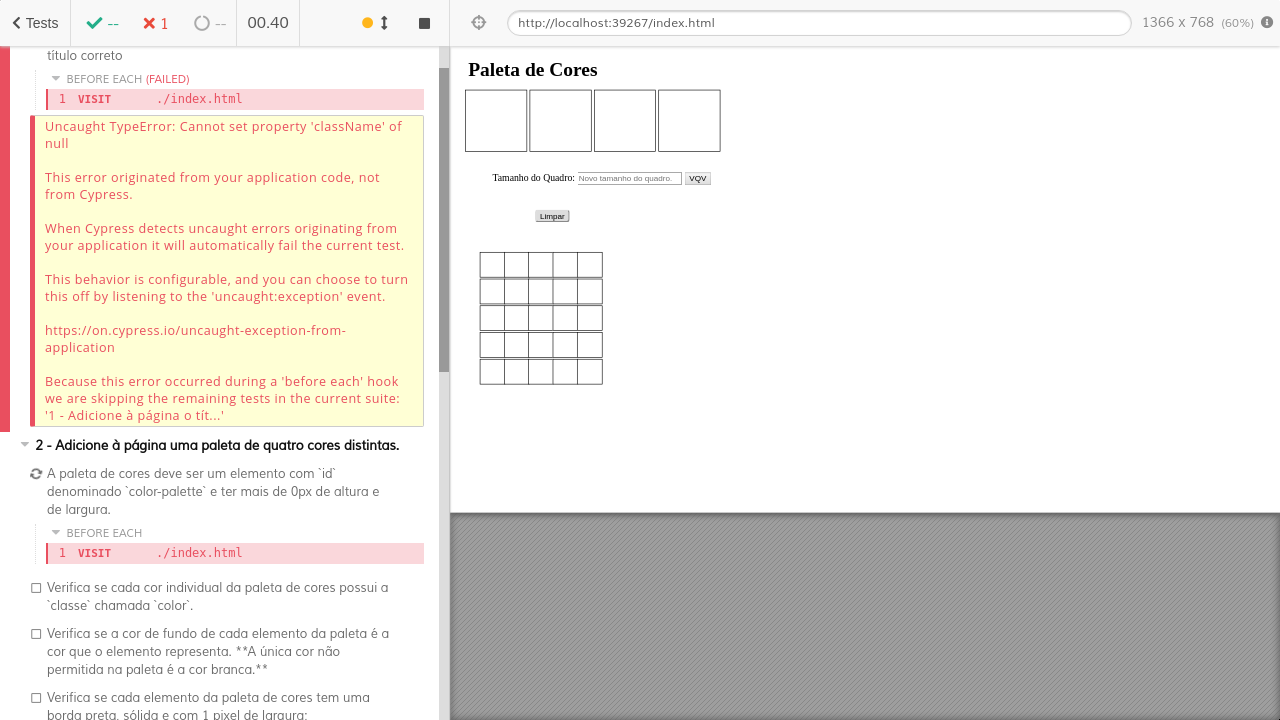 Tests
--
1
--
00.40
http://localhost:39267/index.html
1366 x 768 (60%)
título correto
BEFORE EACH (FAILED)
1 VISIT ./index.html
Uncaught TypeError: Cannot set property 'className' of
null
This error originated from your application code, not
from Cypress.
When Cypress detects uncaught errors originating from
your application it will automatically fail the current test.
This behavior is configurable, and you can choose to turn
this off by listening to the 'uncaught:exception' event.
https://on.cypress.io/uncaught-exception-from-
application
Because this error occurred during a 'before each' hook
we are skipping the remaining tests in the current suite:
'1 - Adicione à página o tít...'
2 - Adicione à página uma paleta de quatro cores distintas.
A paleta de cores deve ser um elemento com `id`
denominado `color-palette` e ter mais de 0px de altura e
de largura.
BEFORE EACH
1 VISIT ./index.html
Verifica se cada cor individual da paleta de cores possui a
`classe` chamada `color`.
Verifica se a cor de fundo de cada elemento da paleta é a
cor que o elemento representa. **A única cor não
permitida na paleta é a cor branca.**
Verifica se cada elemento da paleta de cores tem uma
borda preta, sólida e com 1 pixel de largura;
Paleta de Cores
Tamanho do Quadro: Novo tamanho do quadro. VQV
Limpar